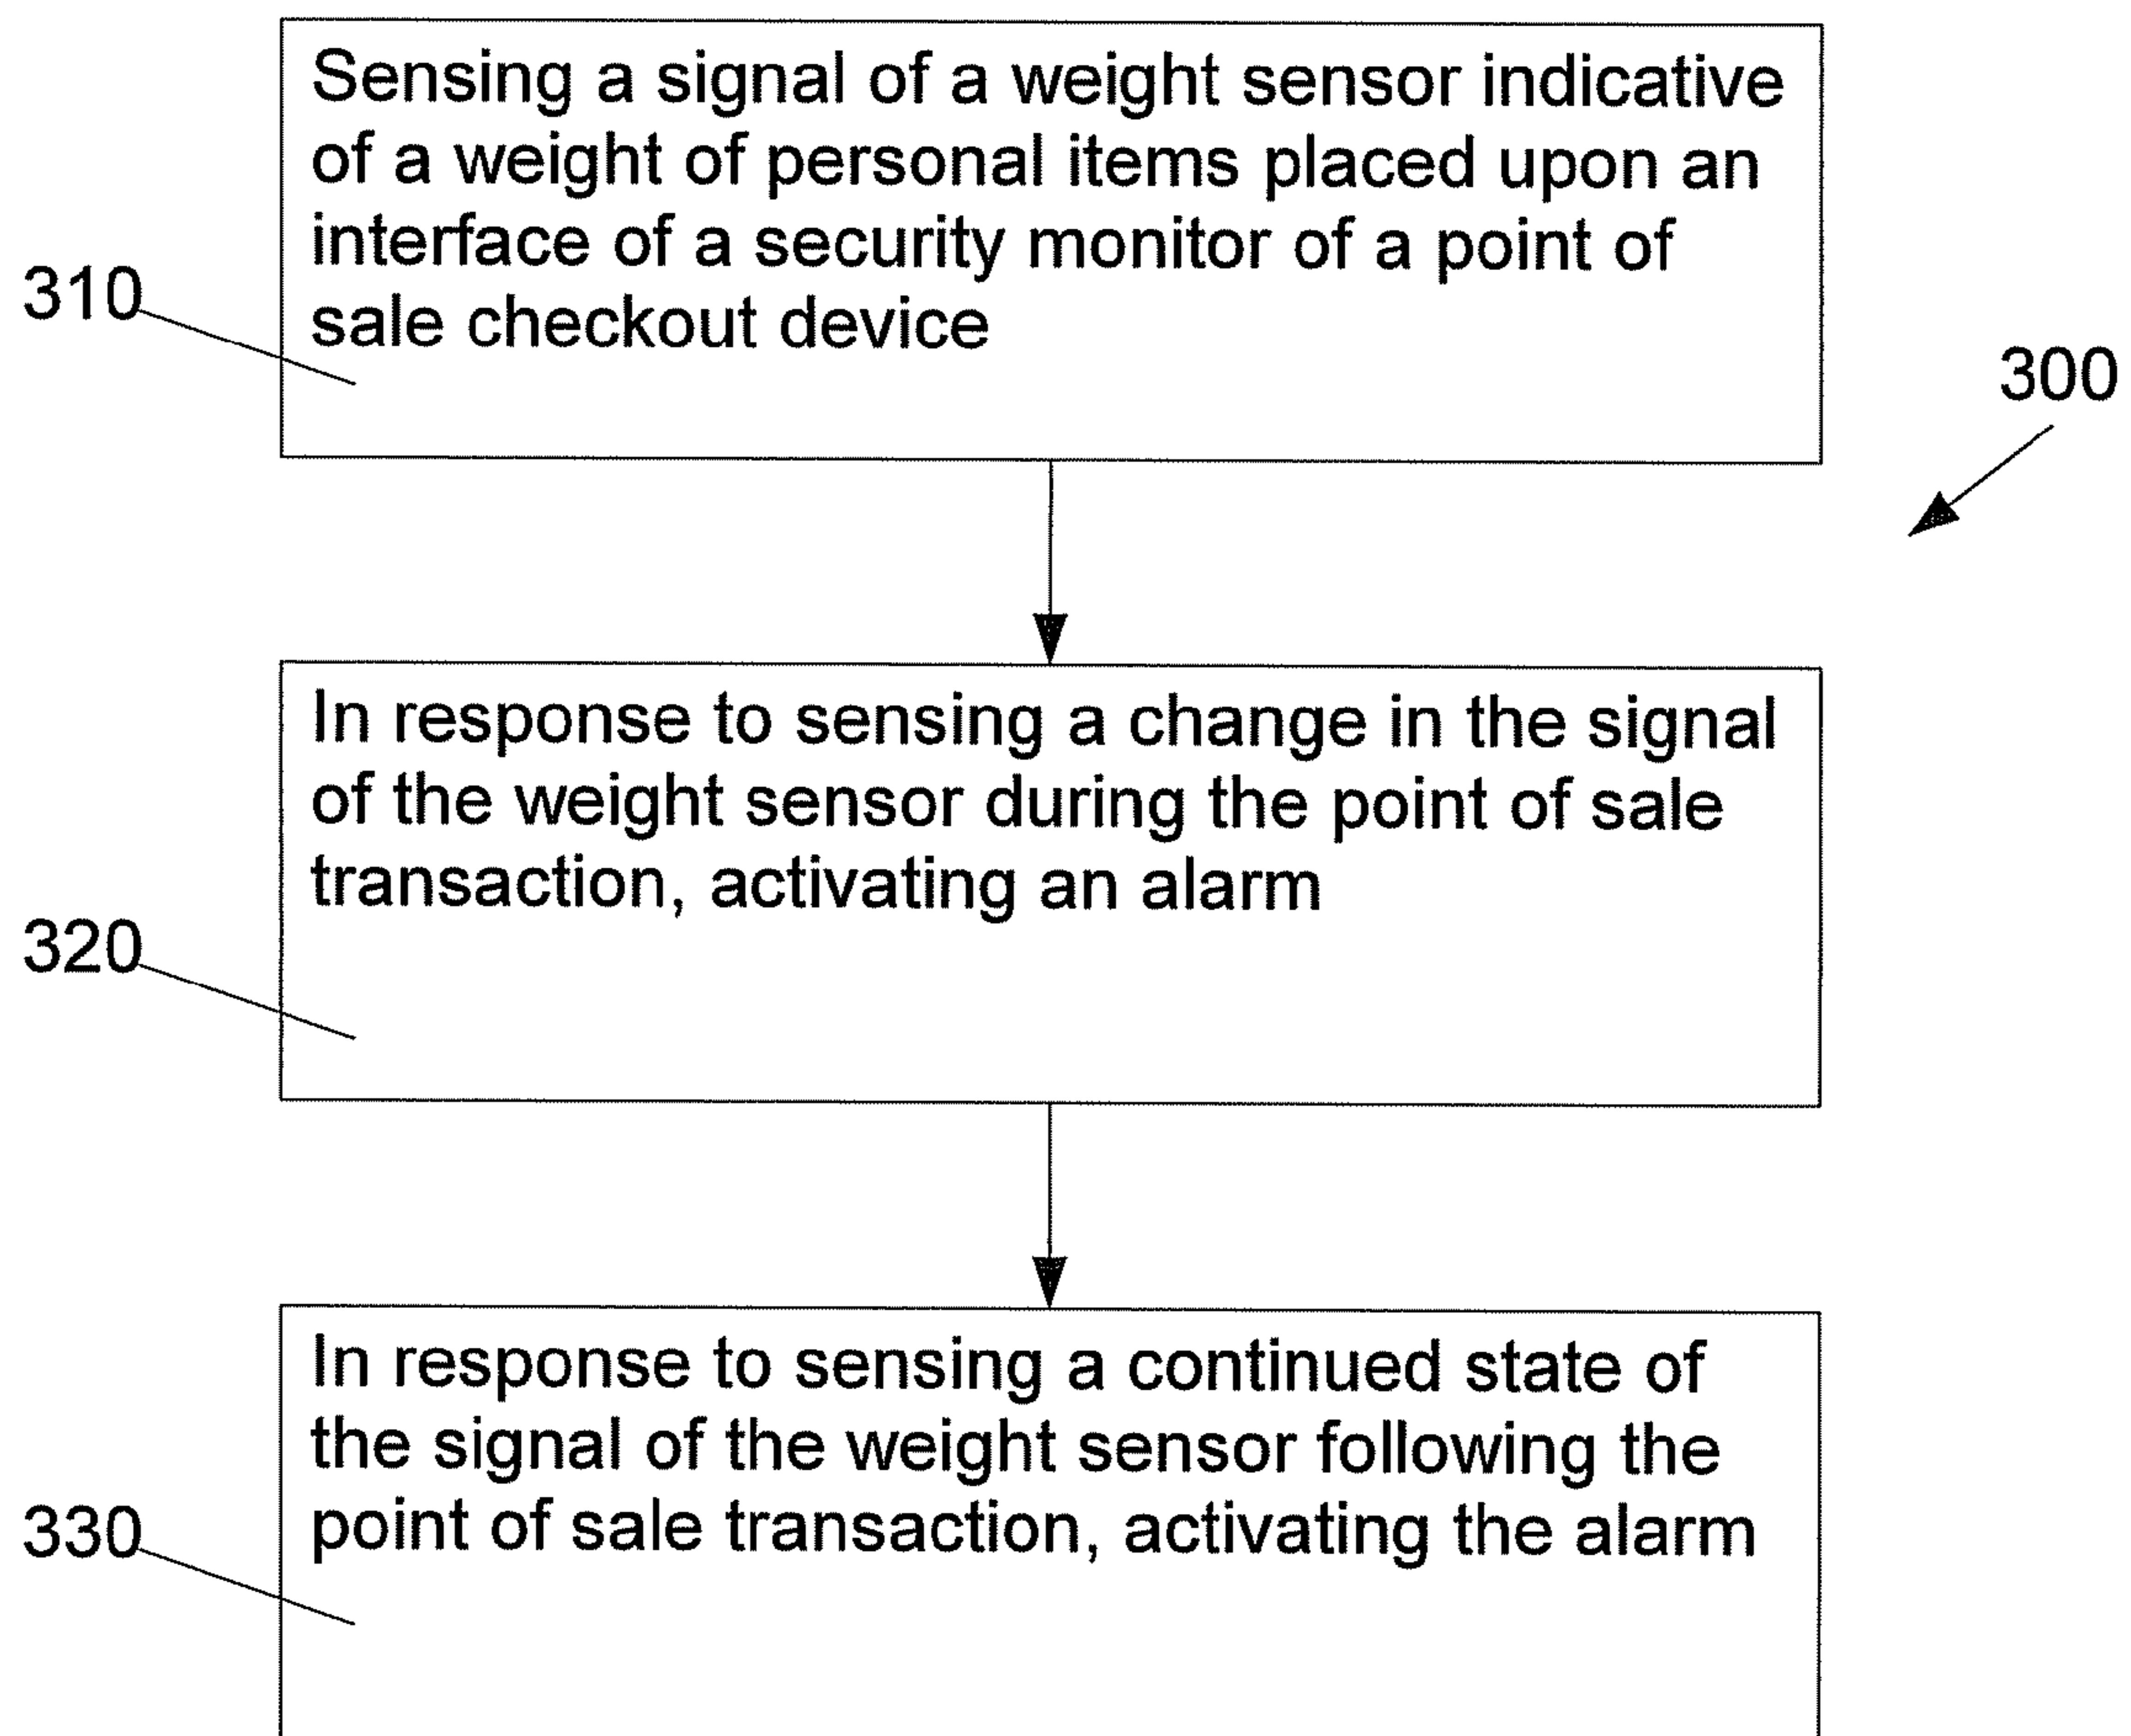 Sensing a signal of a weight sensor indicative
of a weight of personal items placed upon an
interface of a security monitor of a point of
sale checkout device
310
300
In response to sensing a change in the signal
of the weight sensor during the point of sale
transaction, activating an alarm
320
In response to sensing a continued state of
the signal of the weight sensor following the
point of sale transaction, activating the alarm
330